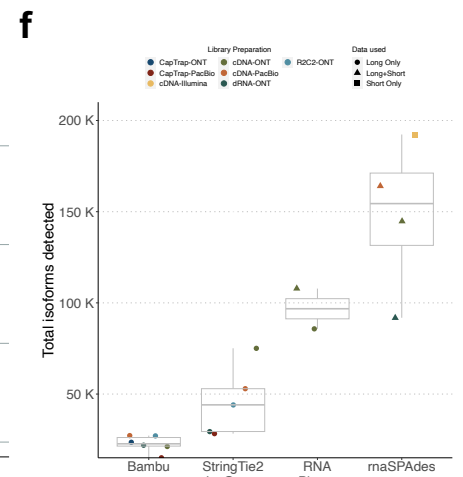 f
Library Preparation
Data used
CapTrap-ONT
cDNA-ONT
R2C2-ONT
Long Only
CapTrap-PacBio
cDNA-PacBio
Long+Short
cDNA-Illumina
dRNA-ONT
Short Only
Total isoforms detected
200 K
150 K
100 K
50 K
Bambu
StringTie2
RNA
rnaSPAdes